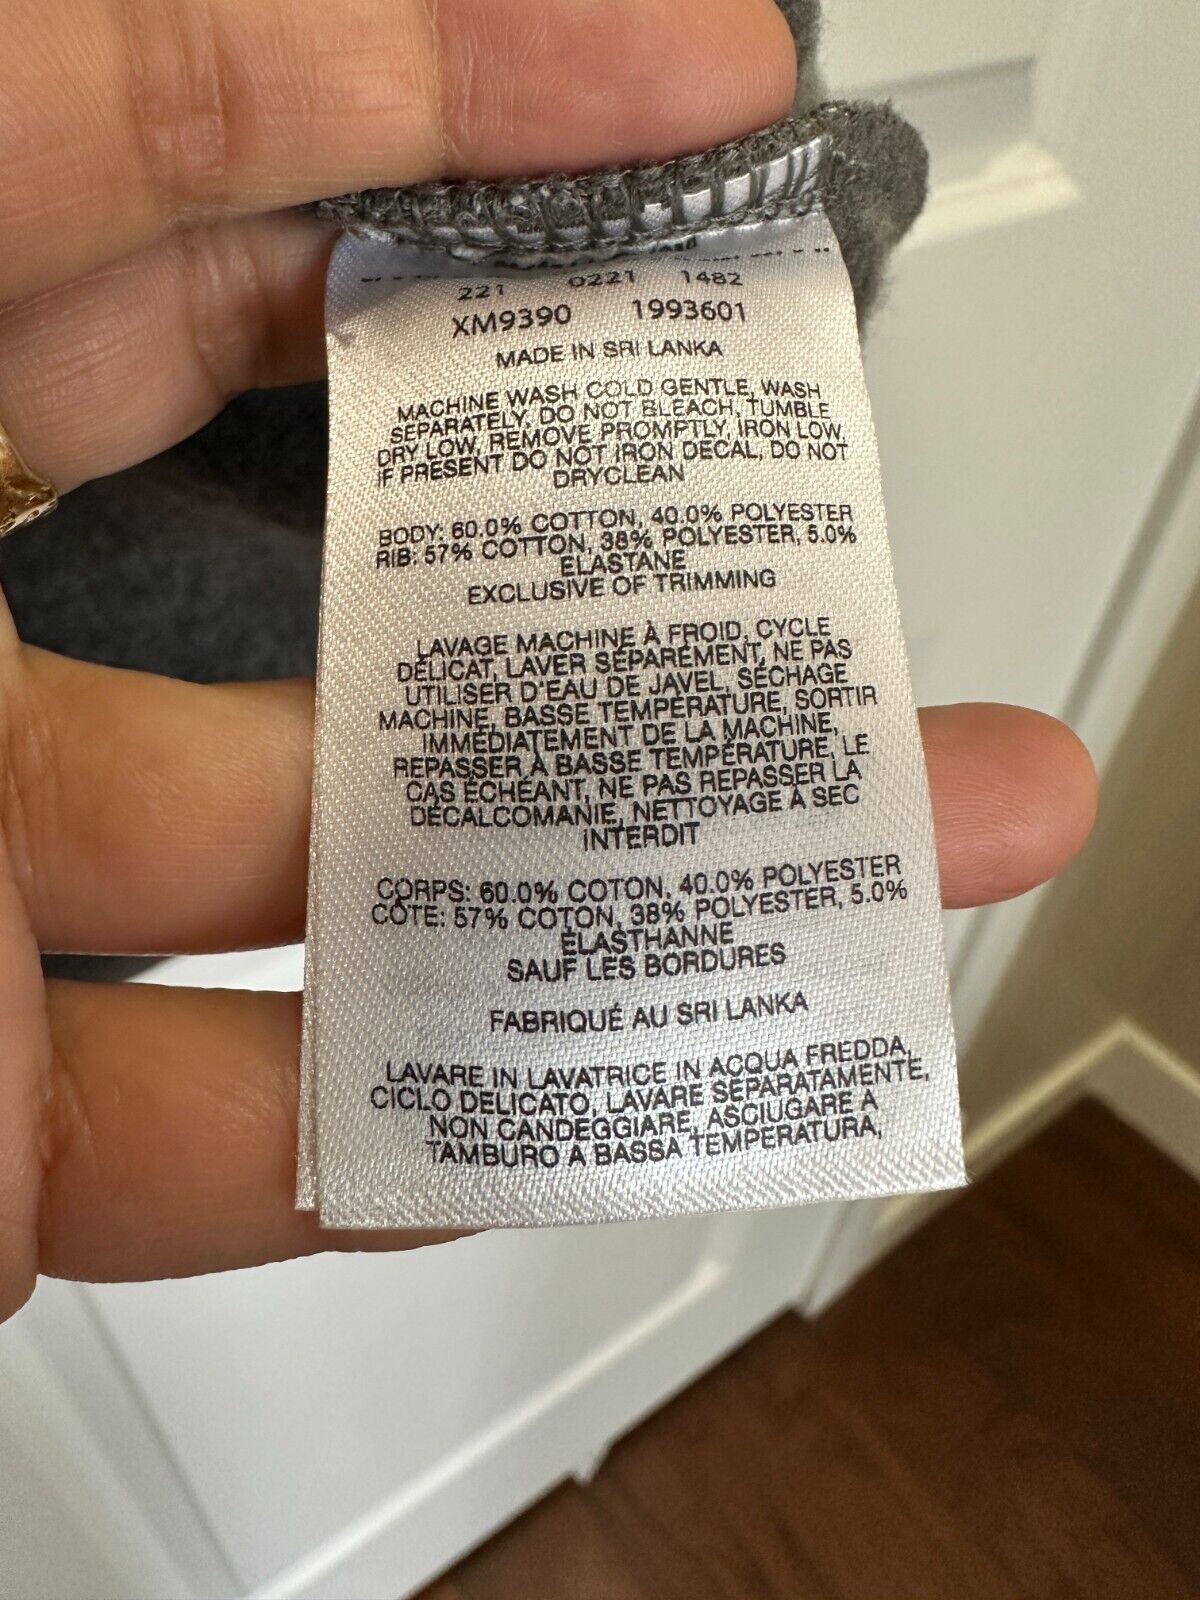 221 0221 1482
XM9390 1993601
MADE IN SRI LANKA
MACHINE WASH COLD GENTLE, WASH
SEPARATELY, DO NOT BLEACH, TUMBLE
DRY LOW, REMOVE PROMPTLY, IRON LOW,
IF PRESENT DO NOT IRON DECAL, DO NOT
DRYCLEAN
BODY: 60.0% COTTON, 40.0% POLYESTER
RIB: 57% COTTON, 38% POLYESTER, 5.0%
ELASTANE
EXCLUSIVE OF TRIMMING
LAVAGE MACHINE À FROID, CYCLE
DÉLICAT, LAVER SÉPARÉMENT, NE PAS
UTILISER D'EAU DE JAVEL, SÉCHAGE
MACHINE, BASSE TEMPÉRATURE, SORTIR
IMMÉDIATEMENT DE LA MACHINE,
REPASSER À BASSE TEMPÉRATURE, LE
CAS ÉCHÉANT, NE PAS REPASSER LA
DÉCALCOMANIE, NETTOYAGE À SEC
INTERDIT
CORPS: 60.0% COTON, 40.0% POLYESTER
CÔTE: 57% COTON, 38% POLYESTER, 5.0%
ÉLASTHANNE
SAUF LES BORDURES
FABRIQUÉ AU SRI LANKA
LAVARE IN LAVATRICE IN ACQUA FREDDA,
CICLO DELICATO, LAVARE SEPARATAMENTE,
NON CANDEGGIARE, ASCIUGARE A
TAMBURO A BASSA TEMPERATURA,